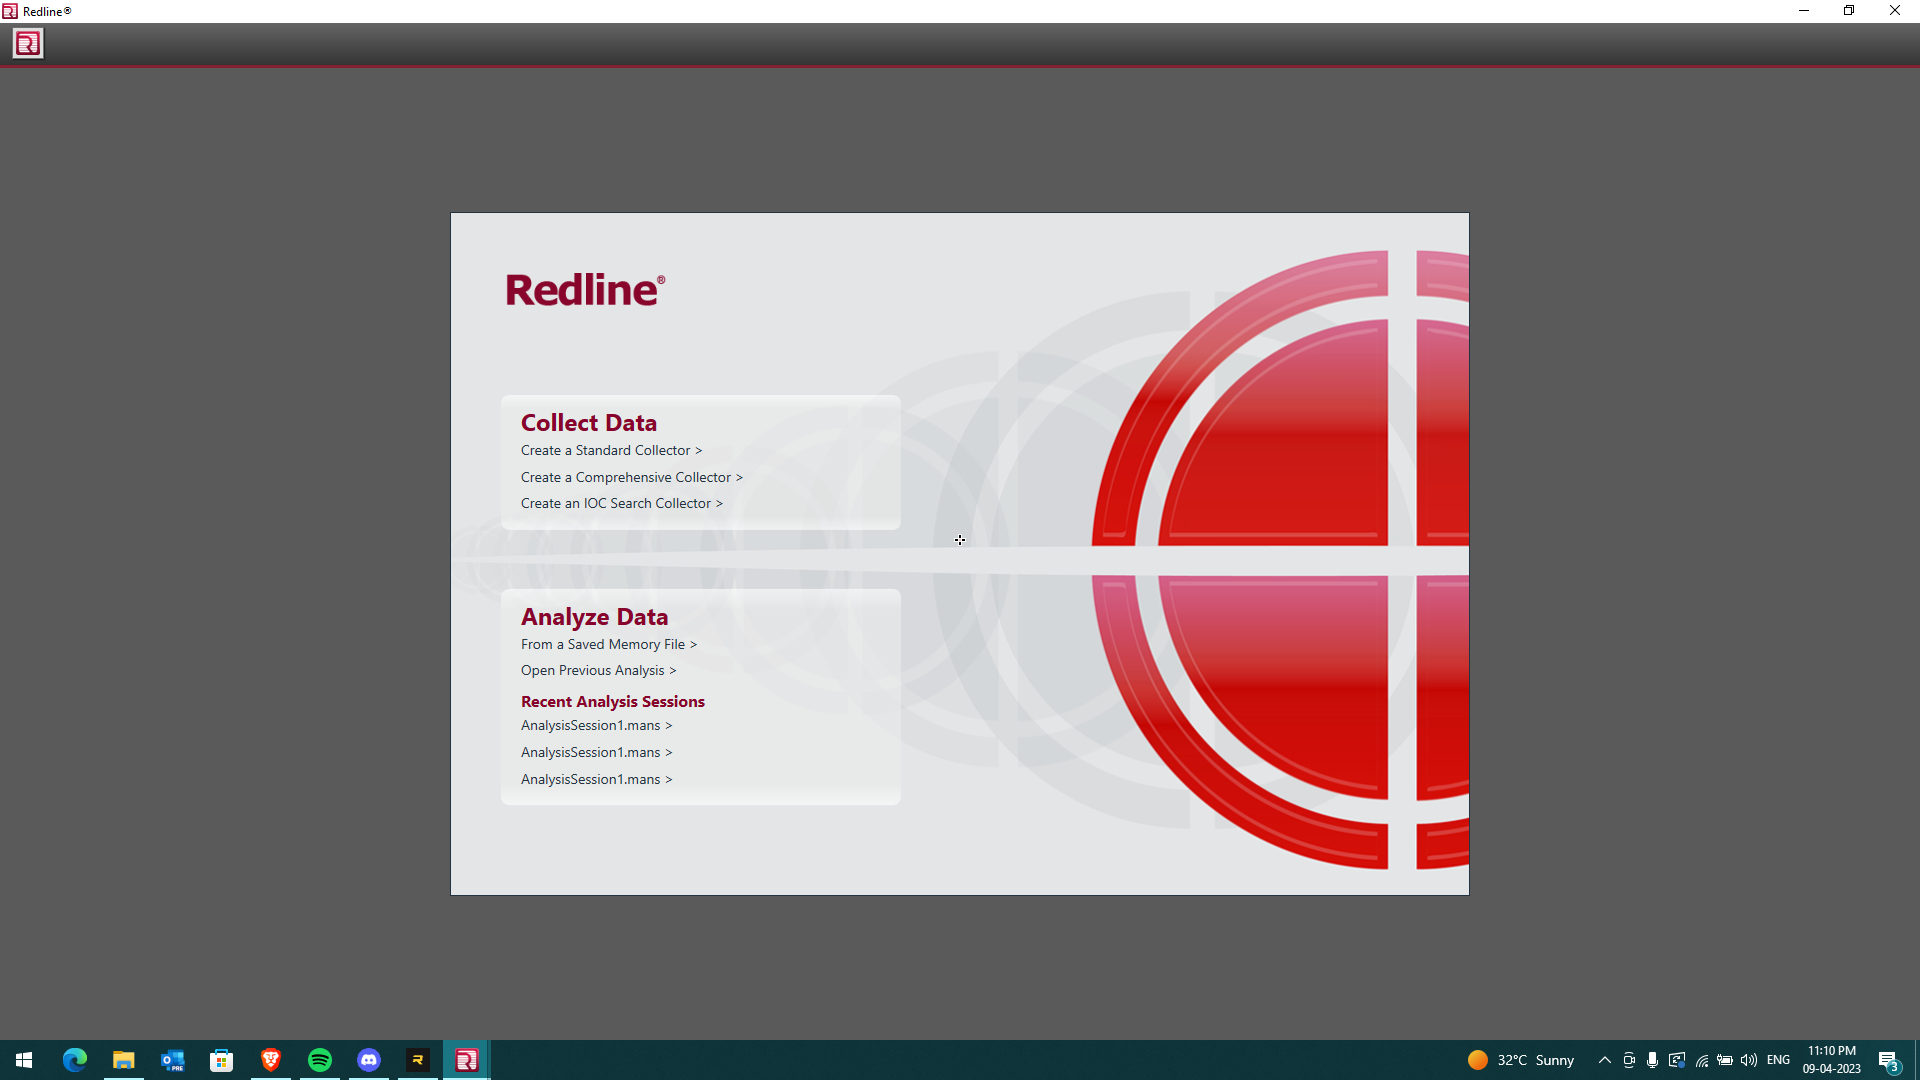 Redline®
Redline®
Collect Data
Create a Standard Collector >
Create a Comprehensive Collector >
Create an IOC Search Collector >
Analyze Data
From a Saved Memory File >
Open Previous Analysis >
Recent Analysis Sessions
AnalysisSession1.mans >
AnalysisSession1.mans >
AnalysisSession1.mans >
32°C Sunny
ENG
11:10 PM
09-04-2023
3
PRE